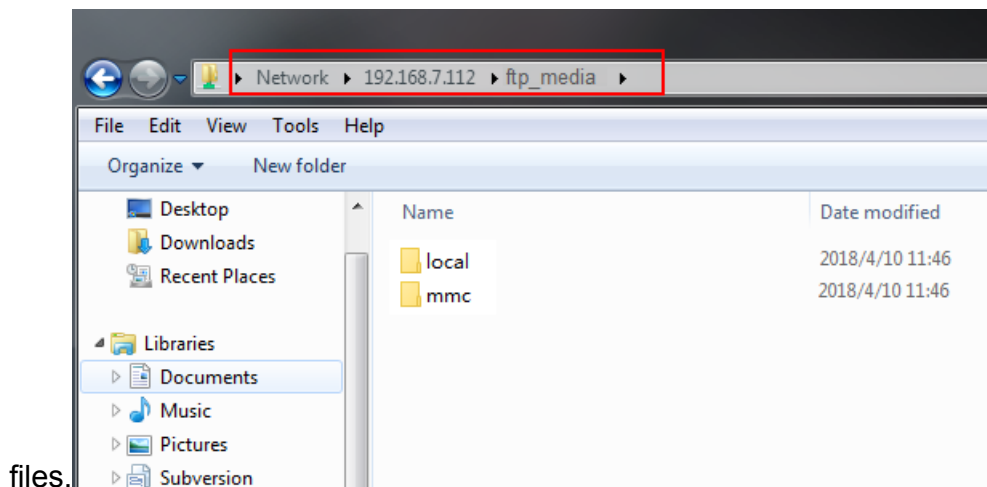 Network 192.168.7.112 ftp_media
File Edit View Tools Help
Organize New folder
Desktop
Downloads
Recent Places
Libraries
Documents
Music
Pictures
Subversion
Name Date modified
local 2018/4/10 11:46
mmc 2018/4/10 11:46
files.